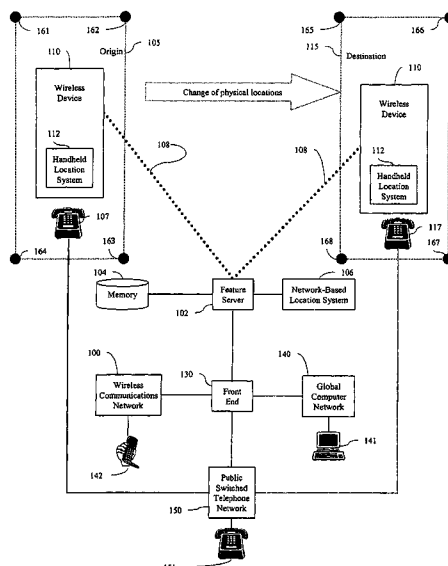 161
162
Origin
105
110
Wireless
Device
112
Handheld
Location
System
107
164
163
Change of physical locations
165
166
115
Destination
110
Wireless
Device
112
Handheld
Location
System
117
168
167
108
108
104
Memory
Feature
Server
102
106
Network-Based
Location System
100
Wireless
Communications
Network
142
130
Front
End
140
Global
Computer
Network
141
Public
Switched
Telephone
Network
150